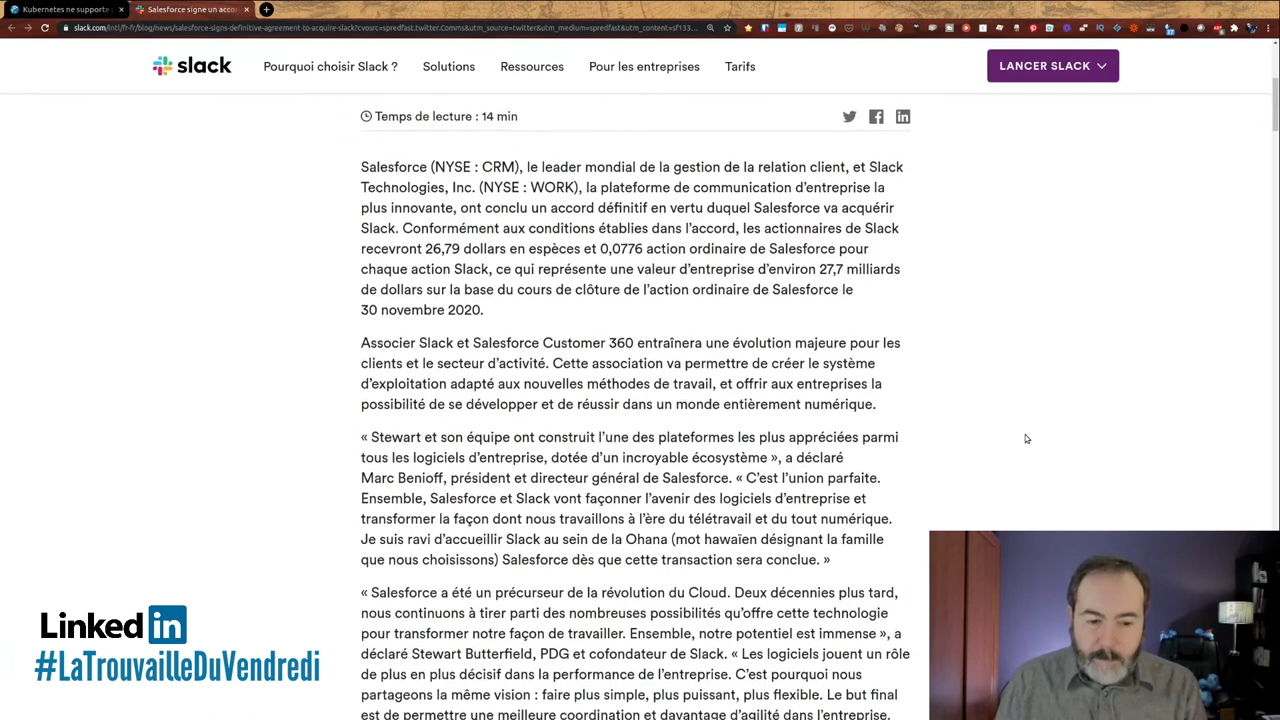 Kubernetes ne supporte
Salesforce signe un accor
slack.com/intl/fr-fr/blog/news/salesforce-signs-definitive-agreement-to-acquire-slack?cvosrc=spredfast.twitter.Comms&utm_source=twitter&utm_medium=spredfast&utm_content=sf133...
slack
Pourquoi choisir Slack ?
Solutions
Ressources
Pour les entreprises
Tarifs
LANCER SLACK
Temps de lecture : 14 min
Salesforce (NYSE : CRM), le leader mondial de la gestion de la relation client, et Slack
Technologies, Inc. (NYSE : WORK), la plateforme de communication d’entreprise la
plus innovante, ont conclu un accord définitif en vertu duquel Salesforce va acquérir
Slack. Conformément aux conditions établies dans l’accord, les actionnaires de Slack
recevront 26,79 dollars en espèces et 0,0776 action ordinaire de Salesforce pour
chaque action Slack, ce qui représente une valeur d’entreprise d’environ 27,7 milliards
de dollars sur la base du cours de clôture de l’action ordinaire de Salesforce le
30 novembre 2020.
Associer Slack et Salesforce Customer 360 entraînera une évolution majeure pour les
clients et le secteur d’activité. Cette association va permettre de créer le système
d’exploitation adapté aux nouvelles méthodes de travail, et offrir aux entreprises la
possibilité de se développer et de réussir dans un monde entièrement numérique.
« Stewart et son équipe ont construit l’une des plateformes les plus appréciées parmi
tous les logiciels d’entreprise, dotée d’un incroyable écosystème », a déclaré
Marc Benioff, président et directeur général de Salesforce. « C’est l’union parfaite.
Ensemble, Salesforce et Slack vont façonner l’avenir des logiciels d’entreprise et
transformer la façon dont nous travaillons à l’ère du télétravail et du tout numérique.
Je suis ravi d’accueillir Slack au sein de la Ohana (mot hawaïen désignant la famille
que nous choisissons) Salesforce dès que cette transaction sera conclue. »
« Salesforce a été un précurseur de la révolution du Cloud. Deux décennies plus tard,
nous continuons à tirer parti des nombreuses possibilités qu’offre cette technologie
pour transformer notre façon de travailler. Ensemble, notre potentiel est immense », a
déclaré Stewart Butterfield, PDG et cofondateur de Slack. « Les logiciels jouent un rôle
de plus en plus décisif dans la performance de l’entreprise. C’est pourquoi nous
partageons la même vision : faire plus simple, plus puissant, plus flexible. Le but final
est de permettre une meilleure coordination et davantage d’agilité dans l’entreprise.
Linked in
#LaTrouvailleDuVendredi